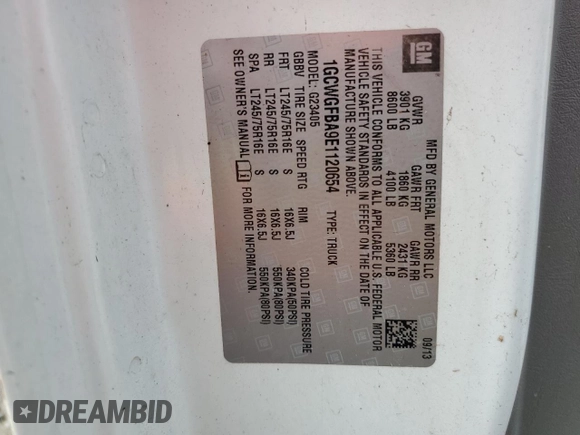 GM
MFD BY GENERAL MOTORS LLC 09/13
GVWR GAWR FRT GAWR RR
3901 KG 1860 KG 2431 KG
8600 LB 4100 LB 5360 LB
THIS VEHICLE CONFORMS TO ALL APPLICABLE U.S. FEDERAL MOTOR
VEHICLE SAFETY STANDARDS IN EFFECT ON THE DATE OF
MANUFACTURE SHOWN ABOVE.
1GCWGFBA9E1120654 TYPE: TRUCK
MODEL: G23405
GBBV TIRE SIZE SPEED RTG RIM COLD TIRE PRESSURE
FRT LT245/75R16E S 16X6.5J 340KPA(50PSI)
RR LT245/75R16E S 16X6.5J 550KPA(80PSI)
SPA LT245/75R16E S 16X6.5J 550KPA(80PSI)
SEE OWNER'S MANUAL FOR MORE INFORMATION.
DREAMBID